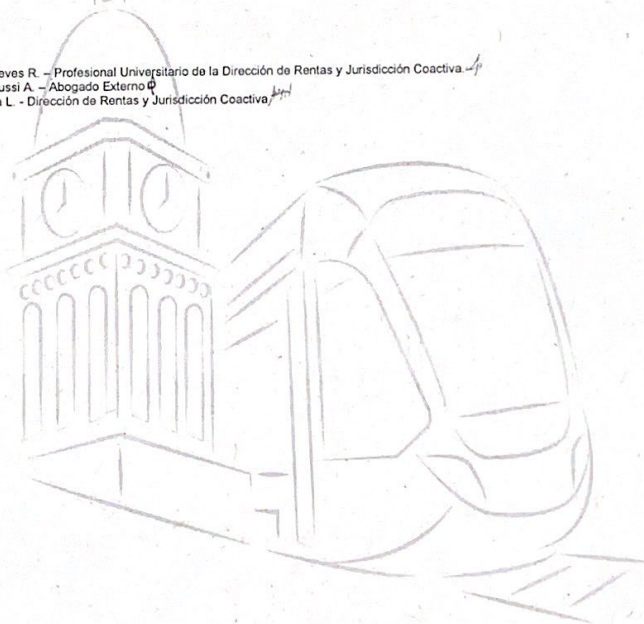 eves R. – Profesional Universitario de la Dirección de Rentas y Jurisdicción Coactiva.
ussi A. – Abogado Externo
L. - Dirección de Rentas y Jurisdicción Coactiva